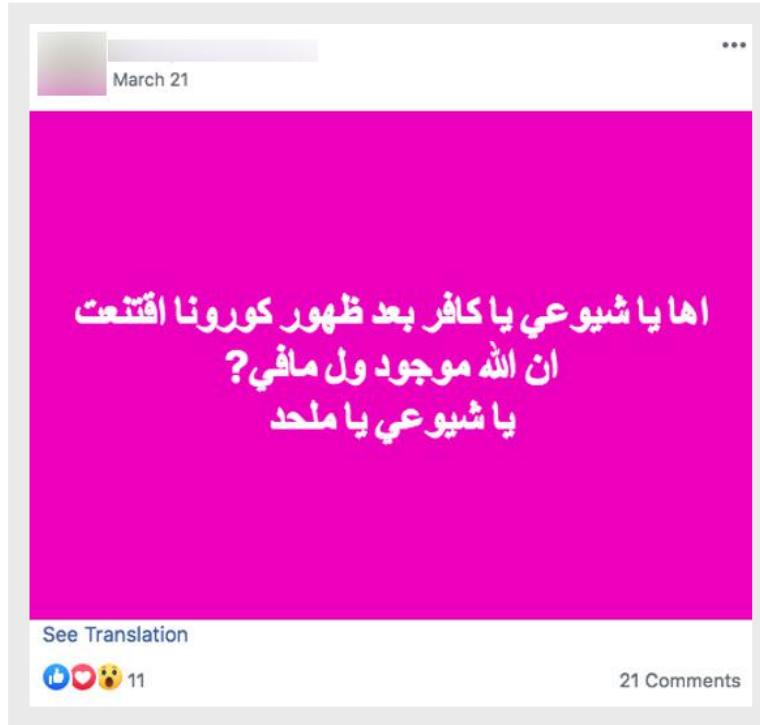 March 21
اها يا شيوعي يا كافر بعد ظهور كورونا اقتنعت
ان الله موجود ول مافي?
يا شيوعي يا ملحد
See Translation
11
21 Comments